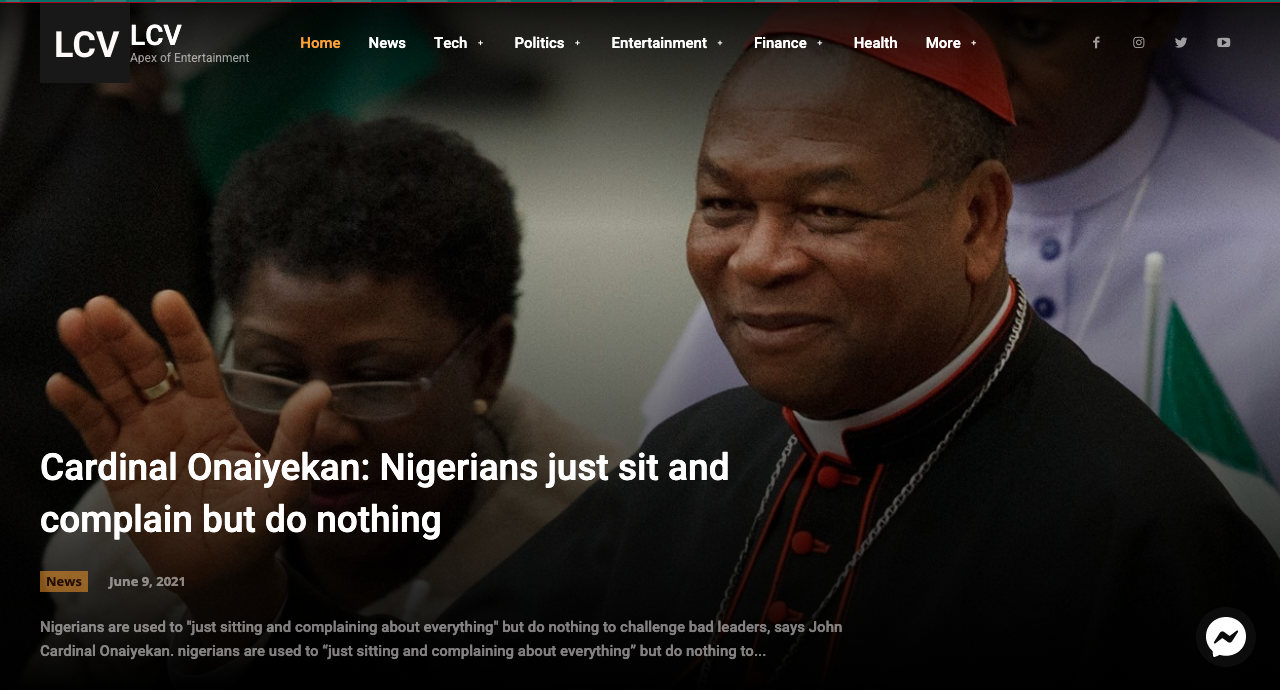 LCV
LCV
Apex of Entertainment
Home News Tech + Politics + Entertainment + Finance + Health More +
Cardinal Onaiyekan: Nigerians just sit and
complain but do nothing
News June 9, 2021
Nigerians are used to "just sitting and complaining about everything" but do nothing to challenge bad leaders, says John
Cardinal Onaiyekan. nigerians are used to “just sitting and complaining about everything” but do nothing to...